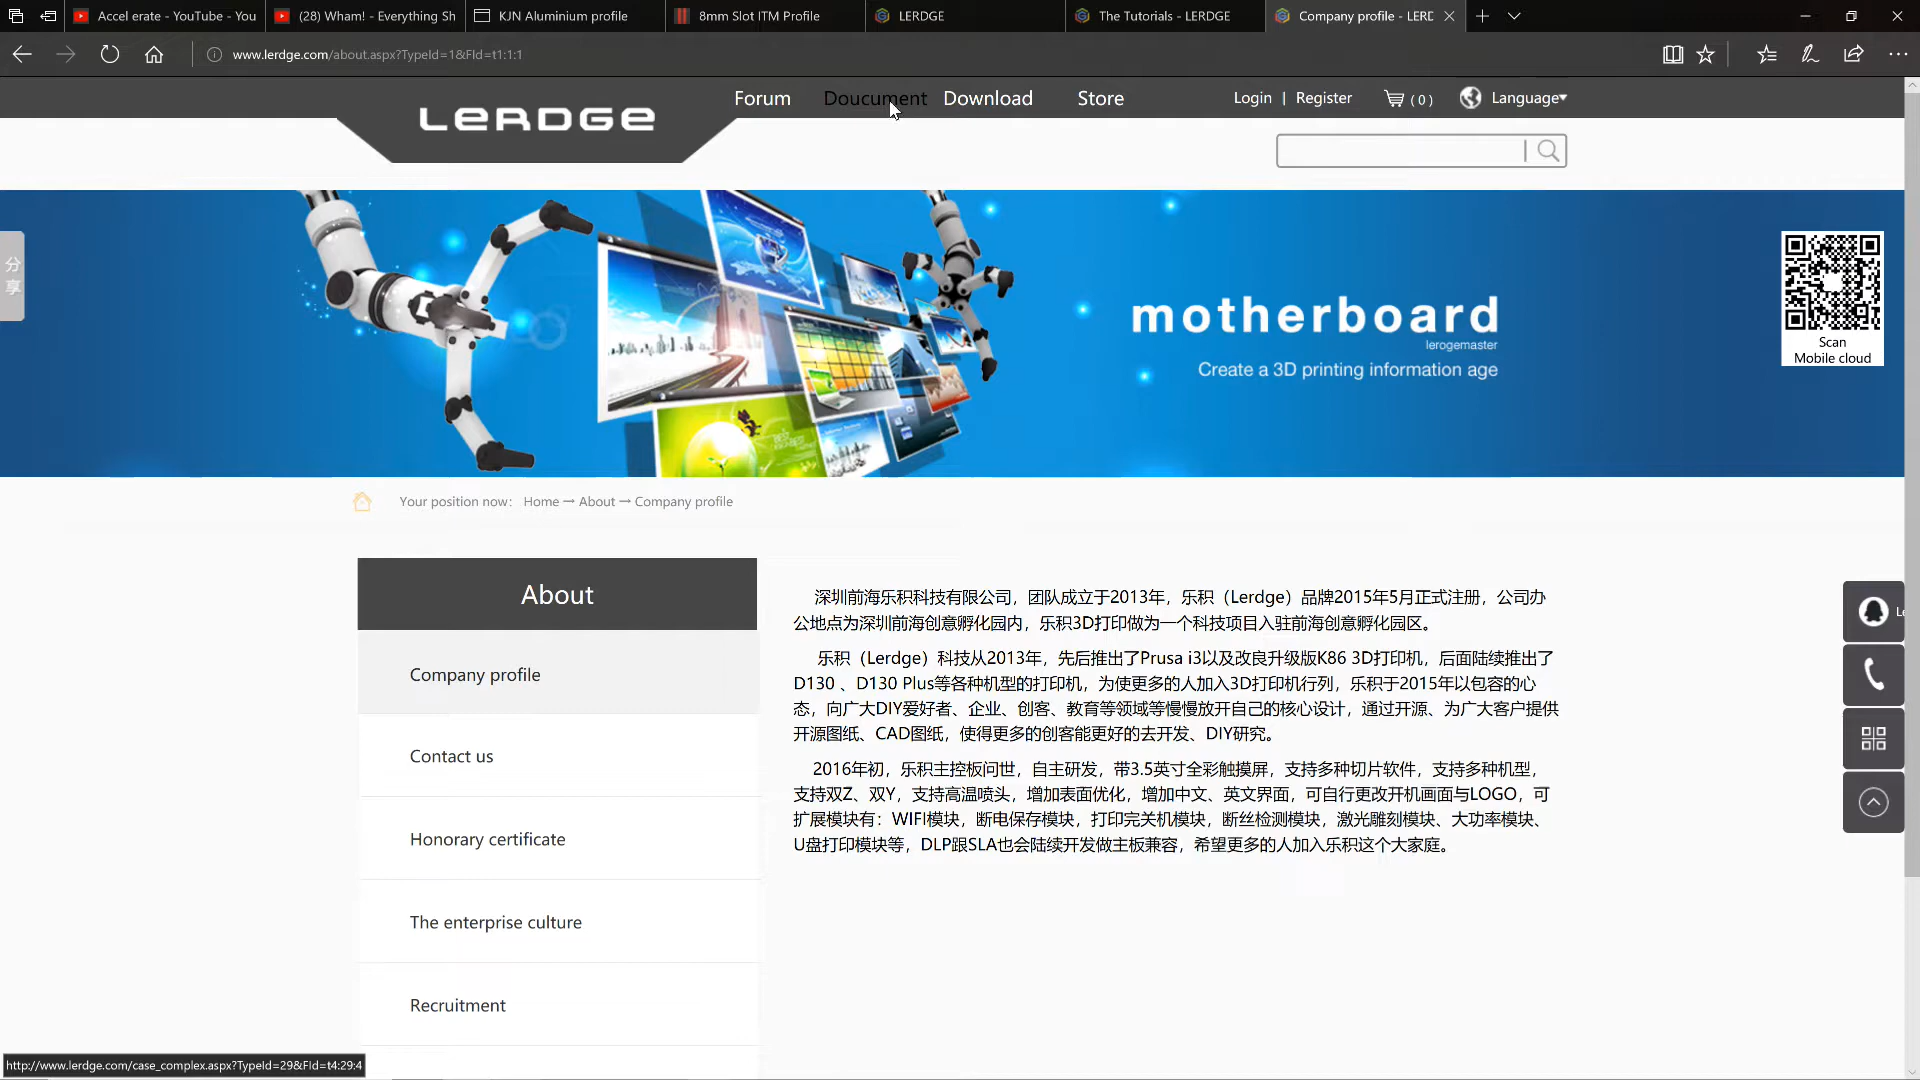 Accel erate - YouTube - You
(28) Wham! - Everything Sh
KJN Aluminium profile
8mm Slot ITM Profile
LERDGE
The Tutorials - LERDGE
Company profile - LERD
www.lerdge.com/about.aspx?TypeId=1&FId=t1:1:1
LERDGE
Forum
Doucument
Download
Store
Login | Register
( 0 )
Language▾
分享
motherboard
lerogemaster
Create a 3D printing information age
Scan
Mobile cloud
Your position now: Home → About → Company profile
About
Company profile
Contact us
Honorary certificate
The enterprise culture
Recruitment
深圳前海乐积科技有限公司，团队成立于2013年，乐积（Lerdge）品牌2015年5月正式注册，公司办
公地点为深圳前海创意孵化园内，乐积3D打印做为一个科技项目入驻前海创意孵化园区。
乐积（Lerdge）科技从2013年，先后推出了Prusa i3以及改良升级版K86 3D打印机，后面陆续推出了
D130 、D130 Plus等各种机型的打印机，为使更多的人加入3D打印机行列，乐积于2015年以包容的心
态，向广大DIY爱好者、企业、创客、教育等领域等慢慢放开自己的核心设计，通过开源、为广大客户提供
开源图纸、CAD图纸，使得更多的创客能更好的去开发、DIY研究。
2016年初，乐积主控板问世，自主研发，带3.5英寸全彩触摸屏，支持多种切片软件，支持多种机型，
支持双Z、双Y，支持高温喷头，增加表面优化，增加中文、英文界面，可自行更改开机画面与LOGO，可
扩展模块有：WIFI模块，断电保存模块，打印完关机模块，断丝检测模块，激光雕刻模块、大功率模块、
U盘打印模块等，DLP跟SLA也会陆续开发做主板兼容，希望更多的人加入乐积这个大家庭。
Le
http://www.lerdge.com/case_complex.aspx?TypeId=29&FId=t4:29:4